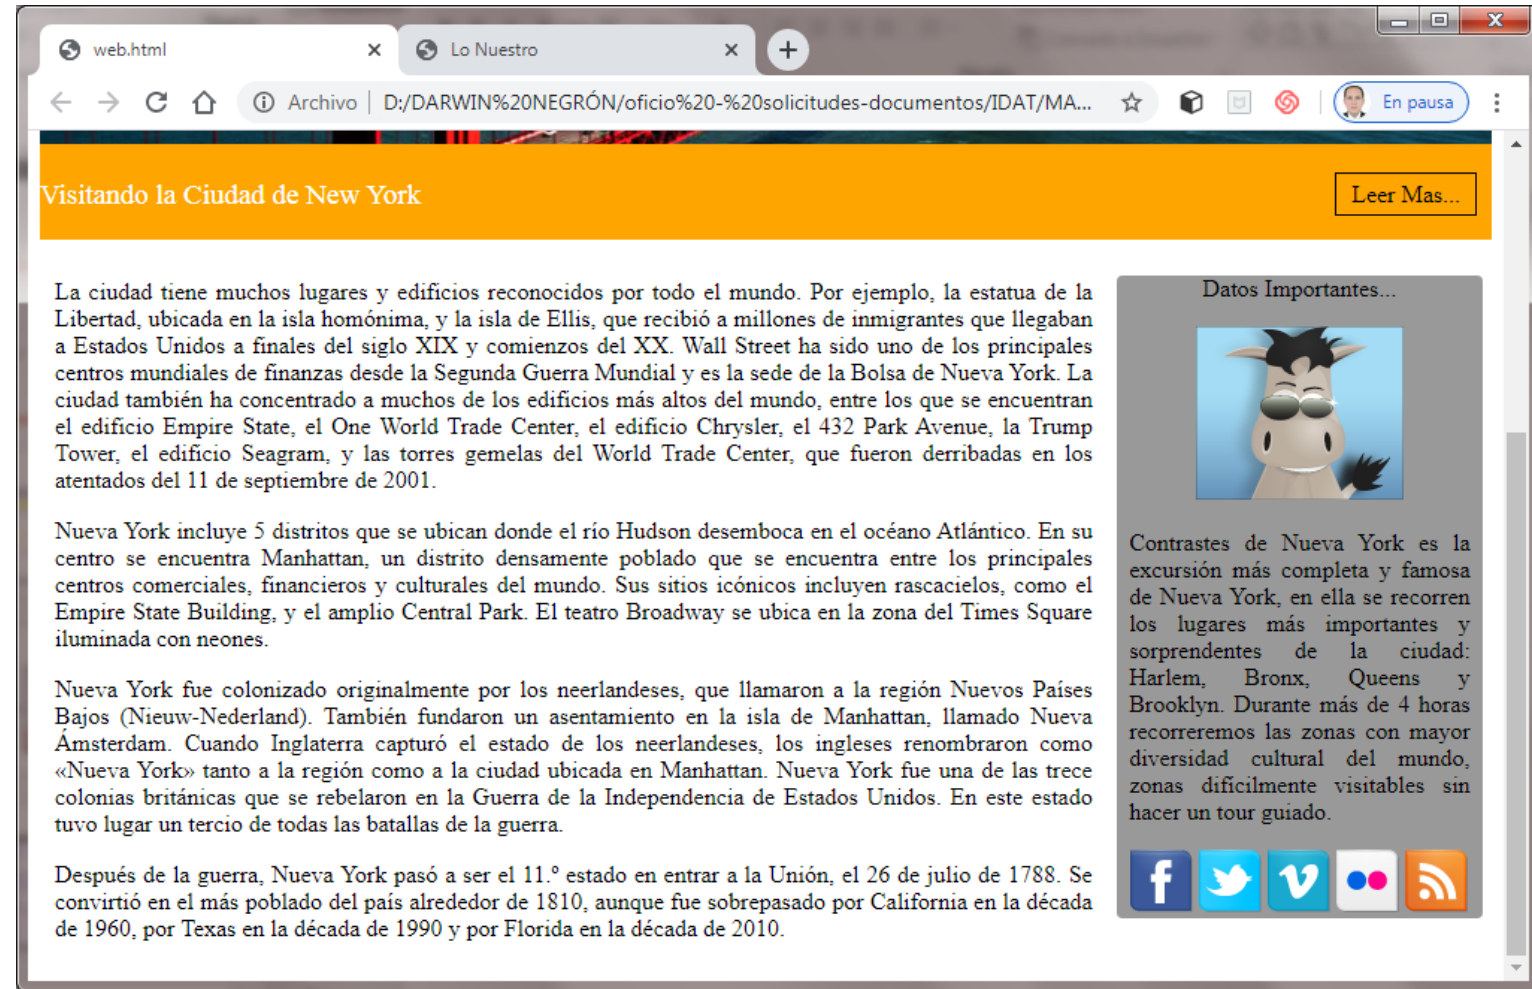 web.html
Lo Nuestro
Archivo
D:/DARWIN%20NEGRÓN/oficio%20-%20solicitudes-documentos/IDAT/MA...
En pausa
Visitando la Ciudad de New York
Leer Mas...
La ciudad tiene muchos lugares y edificios reconocidos por todo el mundo. Por ejemplo, la estatua de la
Libertad, ubicada en la isla homónima, y la isla de Ellis, que recibió a millones de inmigrantes que llegaban
a Estados Unidos a finales del siglo XIX y comienzos del XX. Wall Street ha sido uno de los principales
centros mundiales de finanzas desde la Segunda Guerra Mundial y es la sede de la Bolsa de Nueva York. La
ciudad también ha concentrado a muchos de los edificios más altos del mundo, entre los que se encuentran
el edificio Empire State, el One World Trade Center, el edificio Chrysler, el 432 Park Avenue, la Trump
Tower, el edificio Seagram, y las torres gemelas del World Trade Center, que fueron derribadas en los
atentados del 11 de septiembre de 2001.
Nueva York incluye 5 distritos que se ubican donde el río Hudson desemboca en el océano Atlántico. En su
centro se encuentra Manhattan, un distrito densamente poblado que se encuentra entre los principales
centros comerciales, financieros y culturales del mundo. Sus sitios icónicos incluyen rascacielos, como el
Empire State Building, y el amplio Central Park. El teatro Broadway se ubica en la zona del Times Square
iluminada con neones.
Nueva York fue colonizado originalmente por los neerlandeses, que llamaron a la región Nuevos Países
Bajos (Nieuw-Nederland). También fundaron un asentamiento en la isla de Manhattan, llamado Nueva
Ámsterdam. Cuando Inglaterra capturó el estado de los neerlandeses, los ingleses renombraron como
«Nueva York» tanto a la región como a la ciudad ubicada en Manhattan. Nueva York fue una de las trece
colonias británicas que se rebelaron en la Guerra de la Independencia de Estados Unidos. En este estado
tuvo lugar un tercio de todas las batallas de la guerra.
Después de la guerra, Nueva York pasó a ser el 11.º estado en entrar a la Unión, el 26 de julio de 1788. Se
convirtió en el más poblado del país alrededor de 1810, aunque fue sobrepasado por California en la década
de 1960, por Texas en la década de 1990 y por Florida en la década de 2010.
Datos Importantes...
Contrastes de Nueva York es la
excursión más completa y famosa
de Nueva York, en ella se recorren
los lugares más importantes y
sorprendentes de la ciudad:
Harlem, Bronx, Queens y
Brooklyn. Durante más de 4 horas
recorreremos las zonas con mayor
diversidad cultural del mundo,
zonas difícilmente visitables sin
hacer un tour guiado.